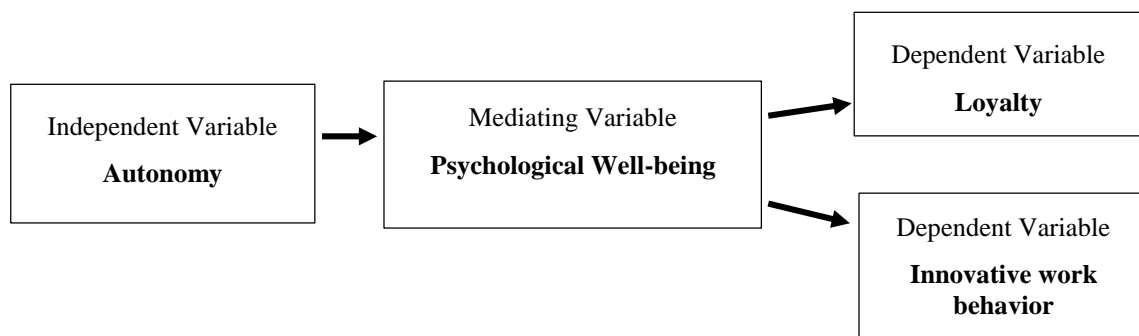 Independent Variable
Autonomy
Mediating Variable
Psychological Well-being
Dependent Variable
Loyalty
Dependent Variable
Innovative work
behavior